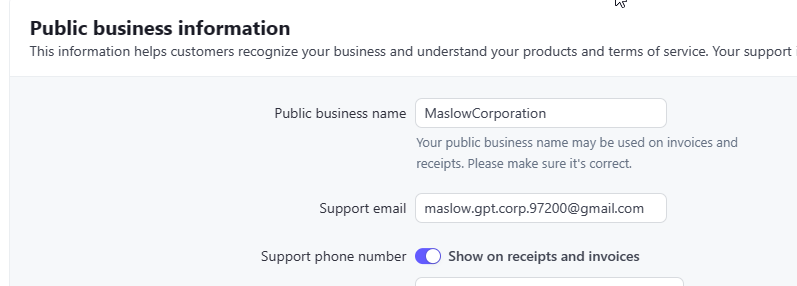 Public business information
This information helps customers recognize your business and understand your products and terms of service. Your support
Public business name
MaslowCorporation
Your public business name may be used on invoices and
receipts. Please make sure it's correct.
Support email
maslow.gpt.corp.97200@gmail.com
Support phone number
Show on receipts and invoices